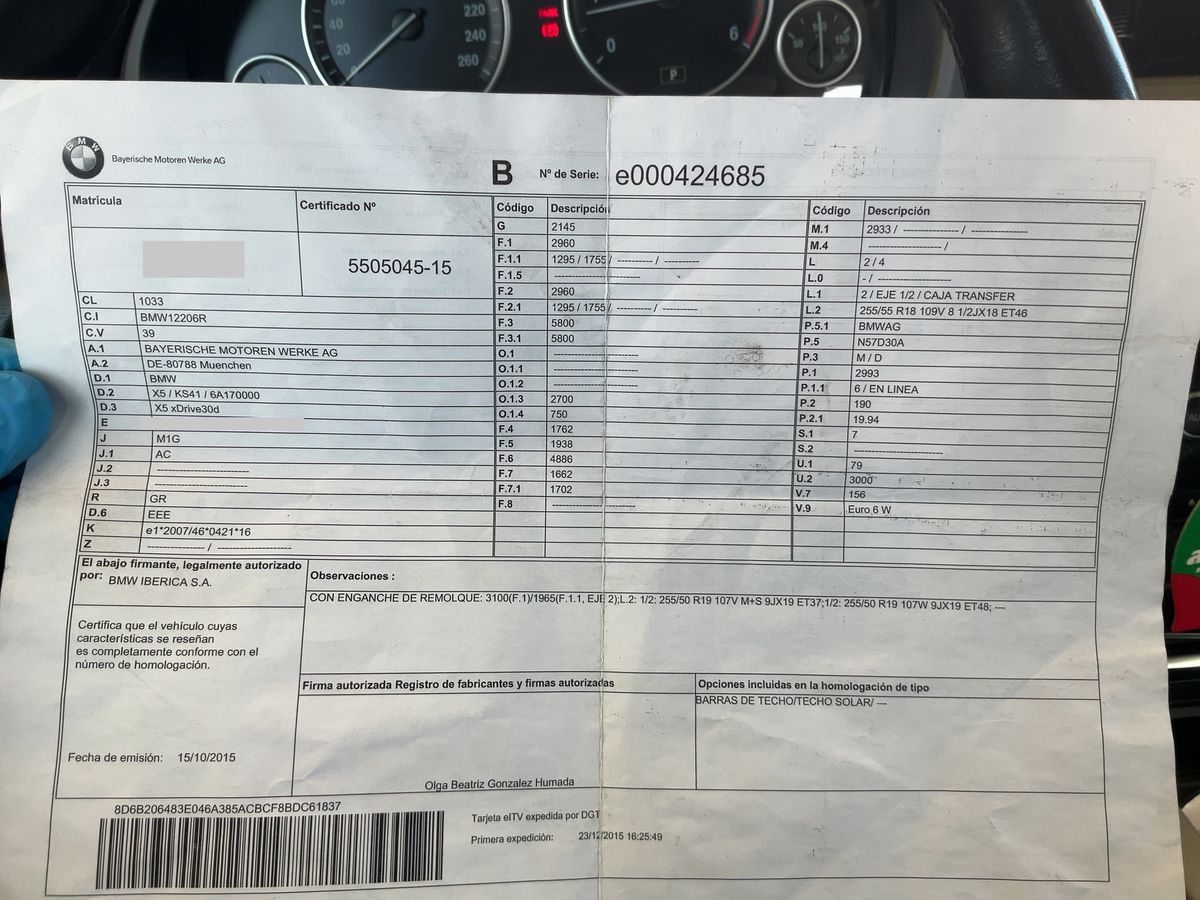 20
40
60
220
240
260
0
6
P
50
150
BMW
Bayerische Motoren Werke AG
B Nº de Serie: e000424685
Matricula
Certificado Nº
5505045-15
CL 1033
C.I BMW12206R
C.V 39
A.1 BAYERISCHE MOTOREN WERKE AG
A.2 DE-80788 Muenchen
D.1 BMW
D.2 X5 / KS41 / 6A170000
D.3 X5 xDrive30d
E
J M1G
J.1 AC
J.2 ----------------------
J.3 ----------------------
R GR
D.6 EEE
K e1*2007/46*0421*16
Z -------------- / ------------------
Código Descripción
G 2145
F.1 2960
F.1.1 1295 / 1755 / --------- / ---------
F.1.5 ---------------------
F.2 2960
F.2.1 1295 / 1755 / --------- / ---------
F.3 5800
F.3.1 5800
O.1 ---------------------
O.1.1 ---------------------
O.1.2 ---------------------
O.1.3 2700
O.1.4 750
F.4 1762
F.5 1938
F.6 4886
F.7 1662
F.7.1 1702
F.8 ---------------------
Código Descripción
M.1 2933 / -------------- / --------------
M.4 ------------------ /
L 2 / 4
L.0 - / ------------------
L.1 2 / EJE 1/2 / CAJA TRANSFER
L.2 255/55 R18 109V 8 1/2JX18 ET46
P.5.1 BMWAG
P.5 N57D30A
P.3 M / D
P.1 2993
P.1.1 6 / EN LINEA
P.2 190
P.2.1 19.94
S.1 7
S.2 ----------------------
U.1 79
U.2 3000
V.7 156
V.9 Euro 6 W
El abajo firmante, legalmente autorizado
por: BMW IBERICA S.A.
Certifica que el vehículo cuyas
características se reseñan
es completamente conforme con el
número de homologación.
Fecha de emisión: 15/10/2015
Observaciones :
CON ENGANCHE DE REMOLQUE: 3100(F.1)/1965(F.1.1, EJE 2);L.2: 1/2: 255/50 R19 107V M+S 9JX19 ET37;1/2: 255/50 R19 107W 9JX19 ET48; ---
Firma autorizada Registro de fabricantes y firmas autorizadas
Olga Beatriz Gonzalez Humada
Opciones incluidas en la homologación de tipo
BARRAS DE TECHO/TECHO SOLAR/ ---
8D6B206483E046A385ACBCF8BDC61837
Tarjeta eITV expedida por DGT
Primera expedición: 23/12/2015 16:25:49